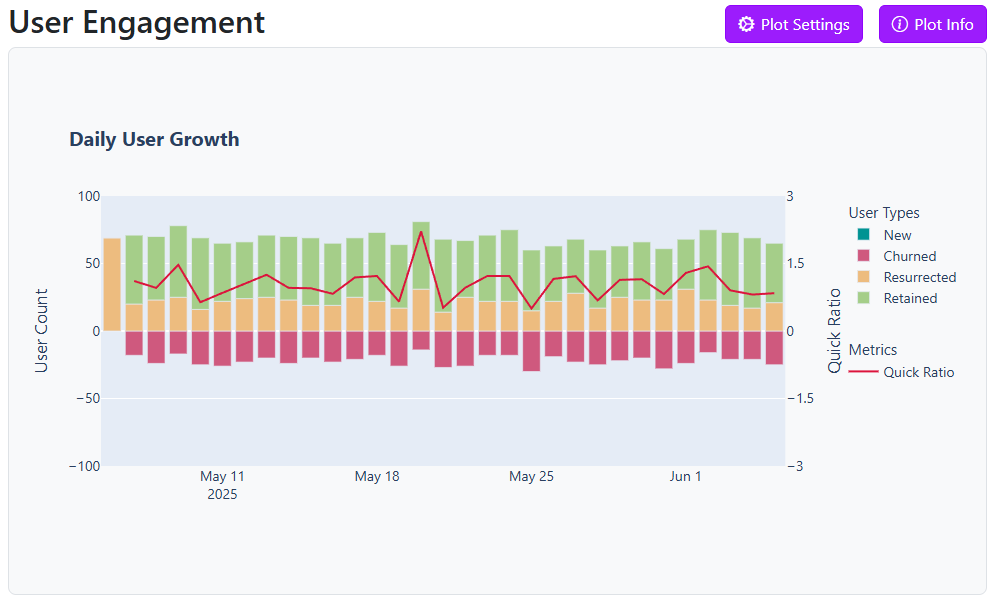 User Engagement
Plot Settings
Plot Info
Daily User Growth
User Count
100
50
0
−50
−100
May 11
2025
May 18
May 25
Jun 1
3
1.5
0
−1.5
−3
Quick Ratio
User Types
New
Churned
Resurrected
Retained
Metrics
Quick Ratio